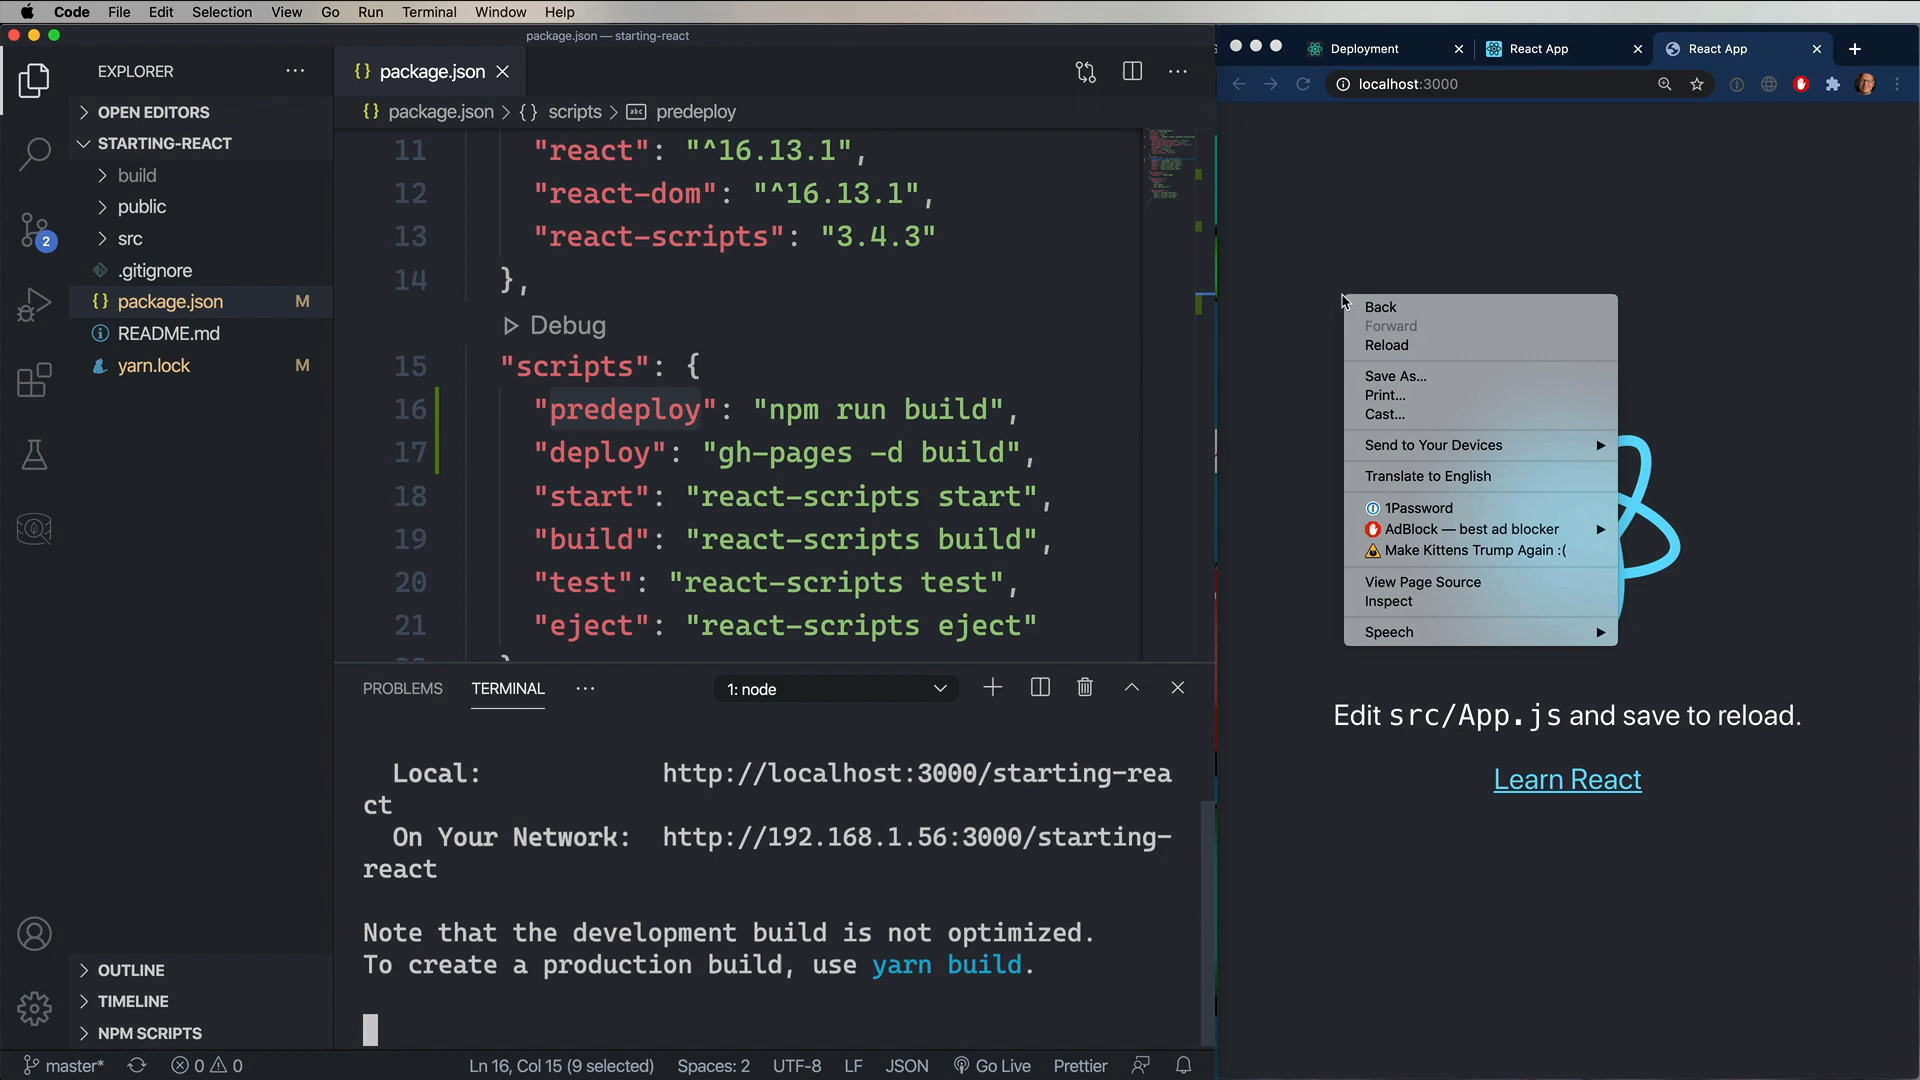 Code File Edit Selection View Go Run Terminal Window Help
package.json — starting-react
EXPLORER
OPEN EDITORS
STARTING-REACT
build
public
src
.gitignore
package.json M
README.md
yarn.lock M
OUTLINE
TIMELINE
NPM SCRIPTS
2
package.json
package.json > {} scripts > abc predeploy
11 "react": "^16.13.1",
12 "react-dom": "^16.13.1",
13 "react-scripts": "3.4.3"
14 },
Debug
15 "scripts": {
16 "predeploy": "npm run build",
17 "deploy": "gh-pages -d build",
18 "start": "react-scripts start",
19 "build": "react-scripts build",
20 "test": "react-scripts test",
21 "eject": "react-scripts eject"
PROBLEMS TERMINAL 1: node
Local: http://localhost:3000/starting-rea
ct
On Your Network: http://192.168.1.56:3000/starting-
react
Note that the development build is not optimized.
To create a production build, use yarn build.
master* 0 0 Ln 16, Col 15 (9 selected) Spaces: 2 UTF-8 LF JSON Go Live Prettier
Deployment React App React App
localhost:3000
Back
Forward
Reload
Save As...
Print...
Cast...
Send to Your Devices
Translate to English
1Password
AdBlock — best ad blocker
Make Kittens Trump Again :(
View Page Source
Inspect
Speech
Edit src/App.js and save to reload.
Learn React